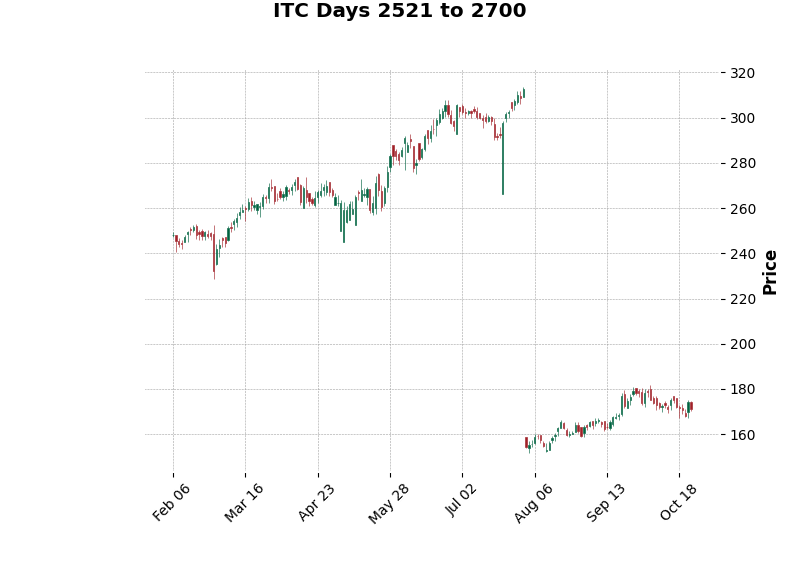 ITC Days 2521 to 2700
320
300
280
260
240
220
200
180
160
Price
Feb 06
Mar 16
Apr 23
May 28
Jul 02
Aug 06
Sep 13
Oct 18